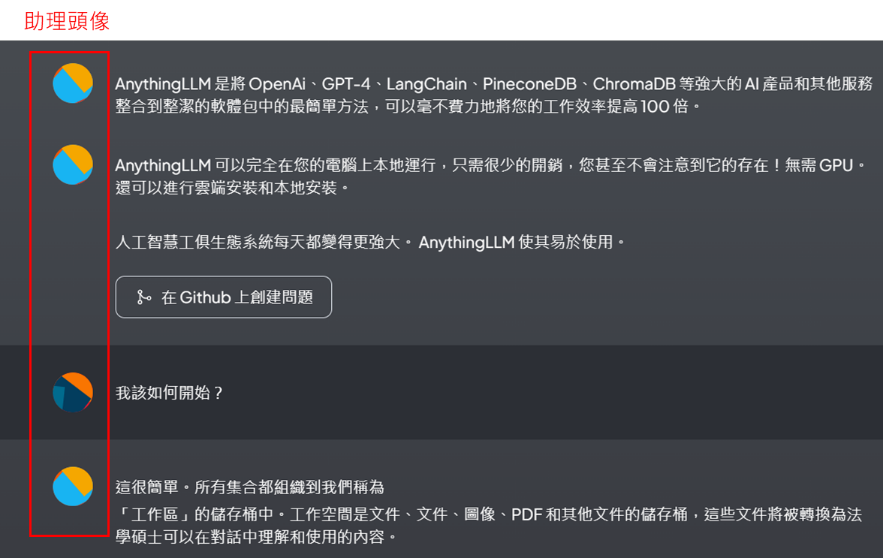 助理頭像
AnythingLLM 是將 OpenAi、GPT-4、LangChain、PineconeDB、ChromaDB 等強大的 AI 產品和其他服務
整合到整潔的軟體包中的最簡單方法，可以毫不費力地將您的工作效率提高 100 倍。
AnythingLLM 可以完全在您的電腦上本地運行，只需很少的開銷，您甚至不會注意到它的存在！無需 GPU。
還可以進行雲端安裝和本地安裝。
人工智慧工俱生態系統每天都變得更強大。 AnythingLLM 使其易於使用。
在 Github 上創建問題
我該如何開始？
這很簡單。所有集合都組織到我們稱為
「工作區」的儲存桶中。工作空間是文件、文件、圖像、PDF 和其他文件的儲存桶，這些文件將被轉換為法
學碩士可以在對話中理解和使用的內容。